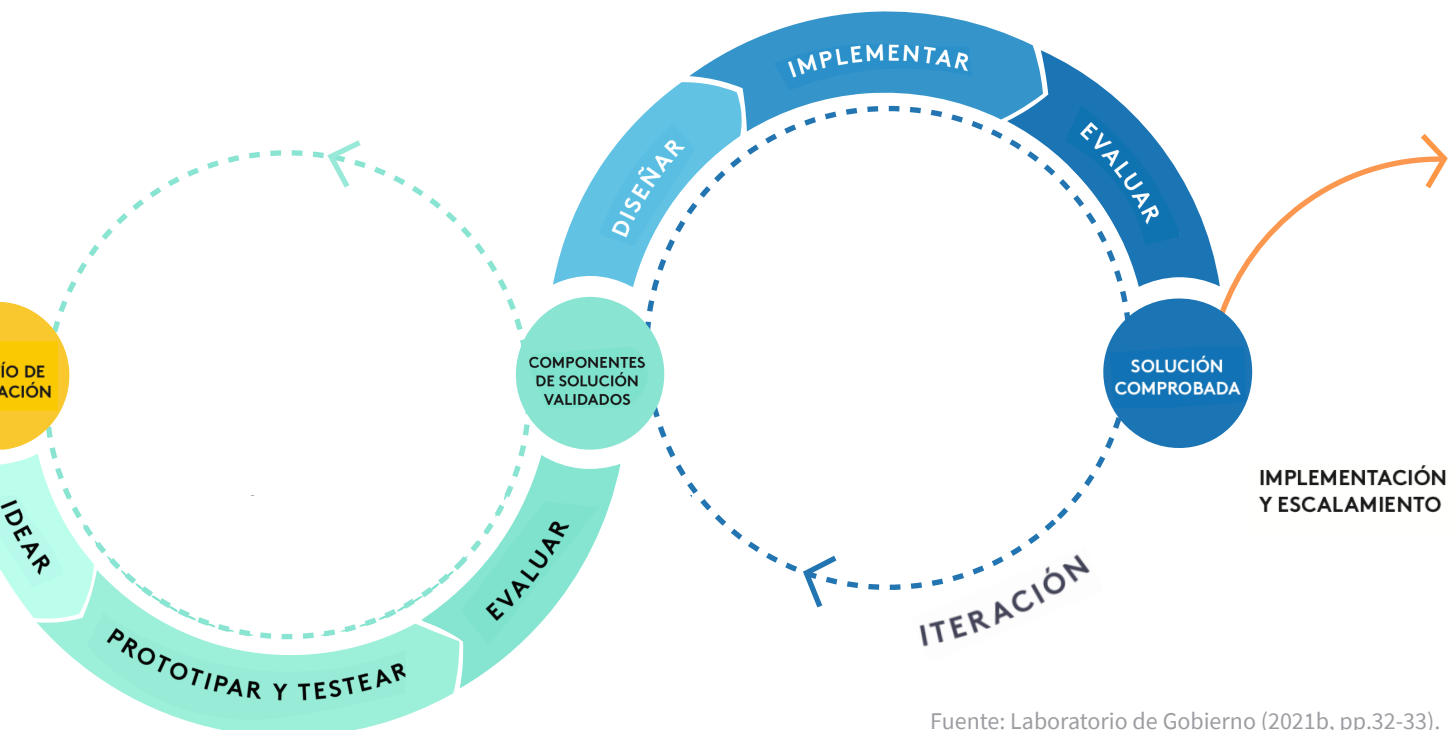 IMPLEMENTAR
DISEÑAR
EVALUAR
ÍO DE
ACIÓN
COMPONENTES
DE SOLUCIÓN
VALIDADOS
SOLUCIÓN
COMPROBADA
IMPLEMENTACIÓN
Y ESCALAMIENTO
IDEAR
EVALUAR
PROTOTIPAR Y TESTEAR
ITERACIÓN
Fuente: Laboratorio de Gobierno (2021b, pp.32-33).